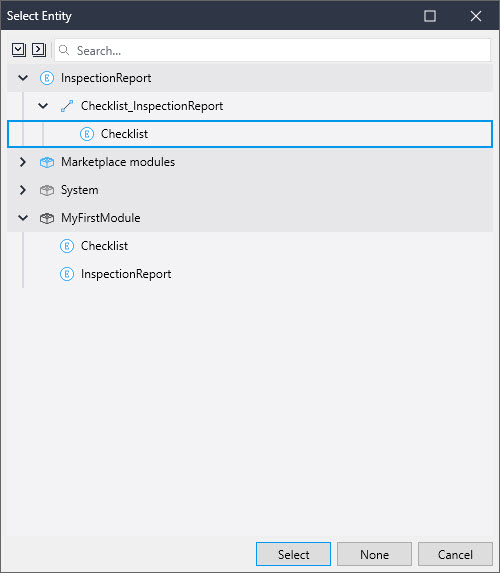 Select Entity
Search...
InspectionReport
Checklist_InspectionReport
Checklist
Marketplace modules
System
MyFirstModule
Checklist
InspectionReport
Select None Cancel